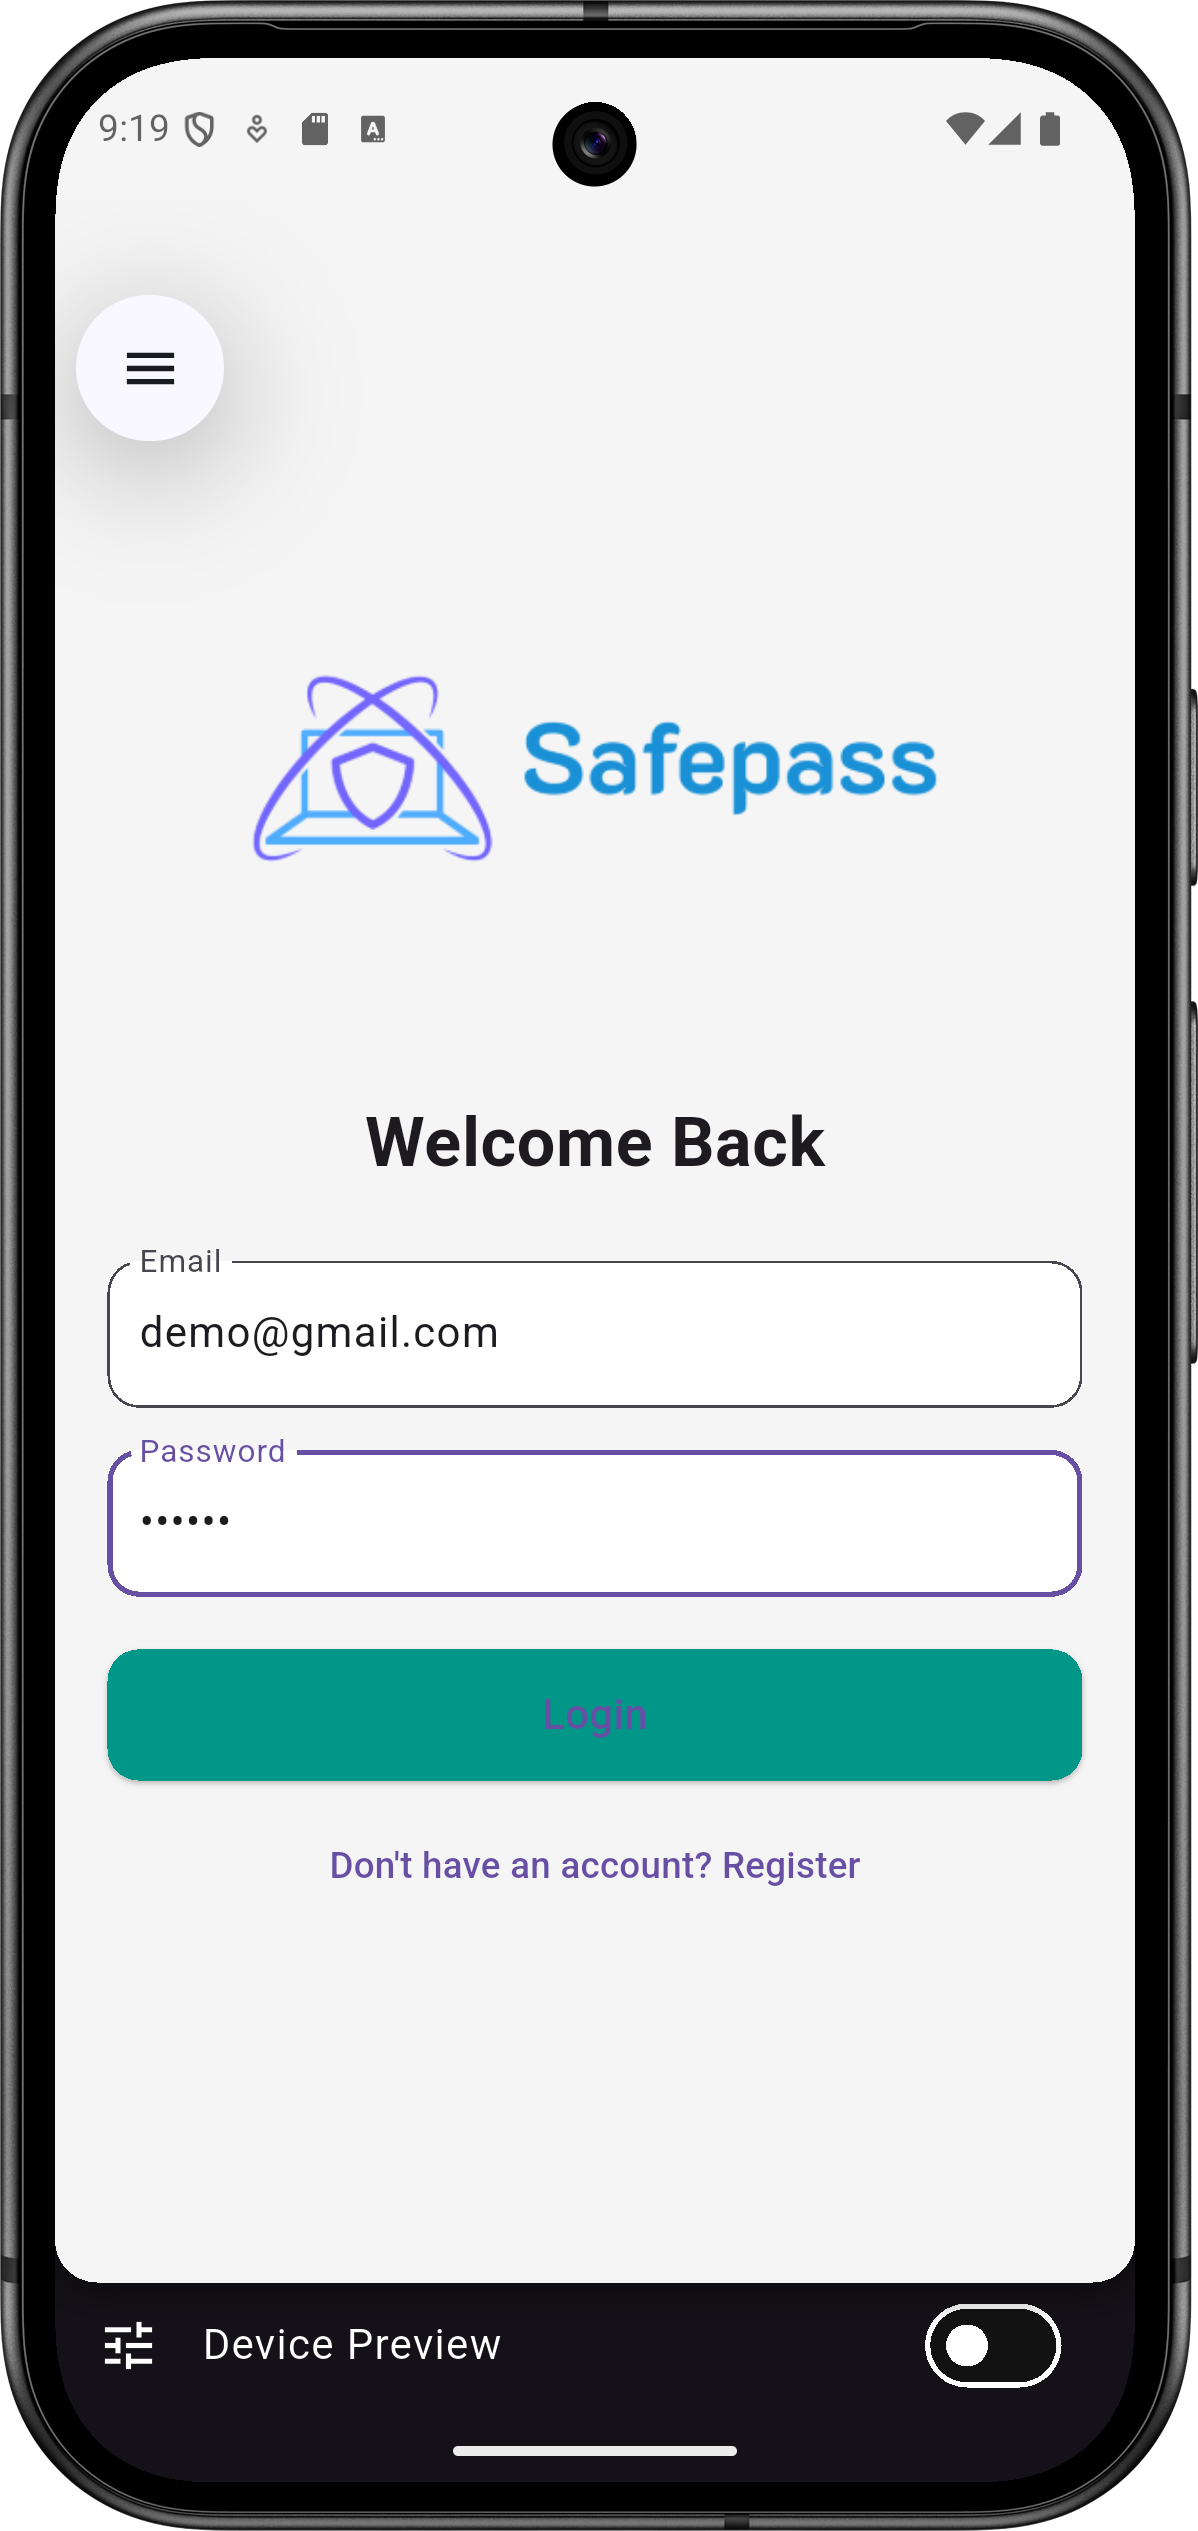 9:19
Safepass
Welcome Back
Email
demo@gmail.com
Password
••••••
Login
Don't have an account? Register
Device Preview